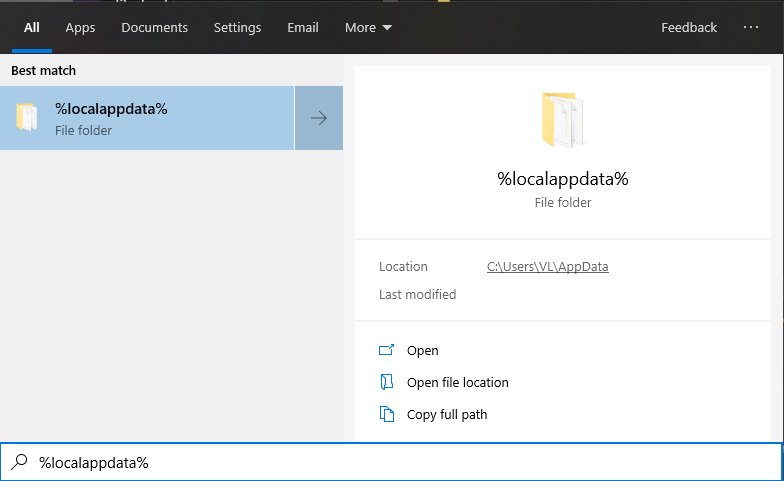 All Apps Documents Settings Email More Feedback ...
Best match
%localappdata%
File folder
%localappdata%
File folder
Location C:\Users\VL\AppData
Last modified
Open
Open file location
Copy full path
%localappdata%